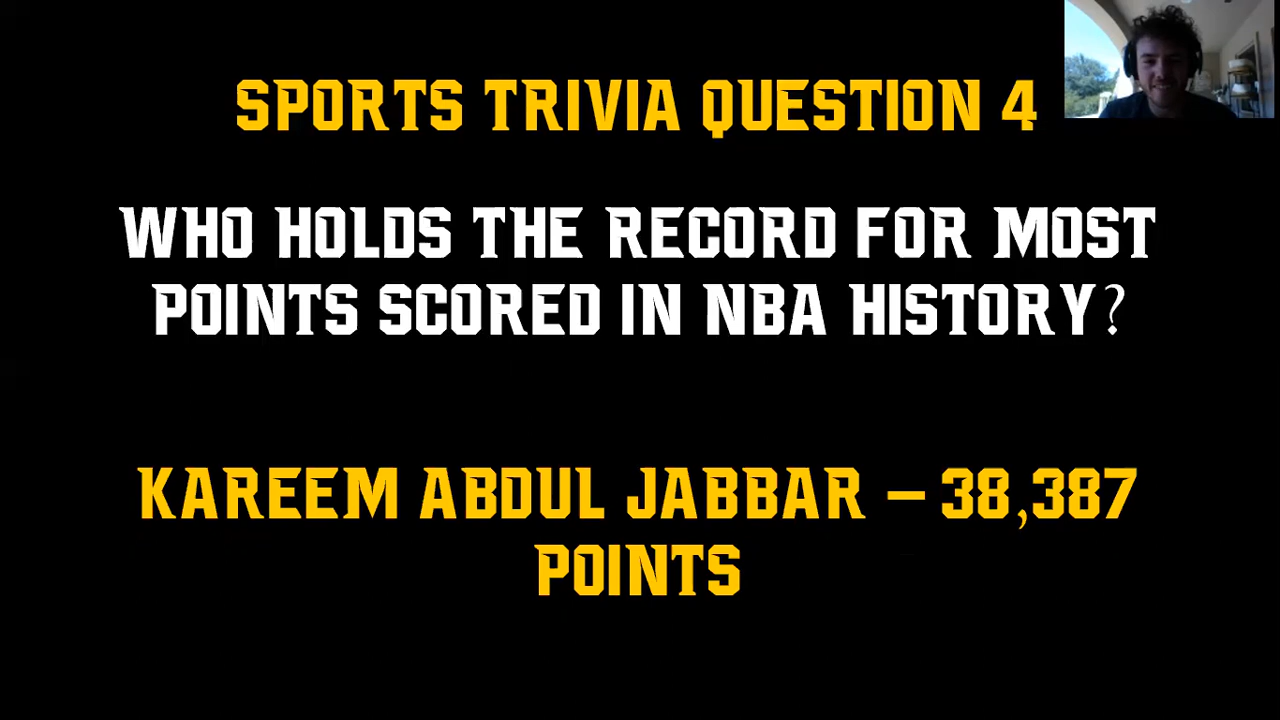 SPORTS TRIVIA QUESTION 4
WHO HOLDS THE RECORD FOR MOST
POINTS SCORED IN NBA HISTORY?
KAREEM ABDUL JABBAR – 38,387
POINTS